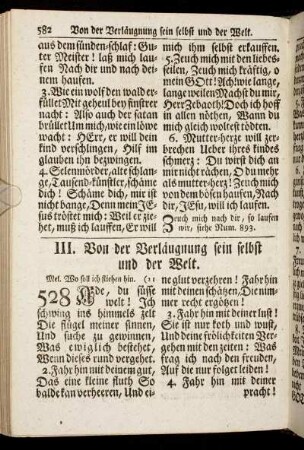 582 Von der Verläugnung sein selbst und der Welt.
aus dem sünden-schlaf: Gu-
ter Meister! laß mich lau-
fen Nach dir und nach dei-
nem haufen.
3. Wie ein wolf den wald er-
füllet Mit geheul bey finstrer
nacht: Also auch der satan
brüllet Um mich, wie ein löwe
wacht: HErr, er will dein
kind verschlingen, Hilf im
glauben ihn bezwingen.
4. Seelenmörder, alte schlan-
ge, Tausend-künstler, schäme
dich! Schäme dich, mir ist
nicht bange, Denn mein JE-
sus tröstet mich: Weil er zie-
het, muß ich laufen, Er will
mich ihm selbst erkauffen.
5. Zeuch mich mit den liebes-
seilen, Zeuch mich kräftig, o
mein GOtt! Ach! wie lange,
lange weilen Machst du mir,
Herr Zebaoth! Doch ich hoff
in allen nöthen, Wann du
mich gleich woltest tödten.
6. Mutter-herze will zer-
brechen Ueber ihres kindes
schmerz: Du wirst dich an
mir nicht rächen, O du mehr
als mutter-herz! Zeuch mich
von dem bösen haufen, Nach
dir, JEsu, will ich laufen.
Zeuch mich nach dir, so laufen
wir, siehe Num. 893.
III. Von der Verläugnung sein selbst
und der Welt.
Mel. Wo soll ich fliehen hin.
528 Ade, du süsse
welt! Ich
schwing ins himmels zelt
Die flügel meiner sinnen,
Und suche zu gewinnen,
Was ewiglich bestehet,
Wenn dieses rund vergehet.
2. Fahr hin mit deinem gut,
Das eine kleine fluth So
balde kan verheeren, Und ei-
ne glut verzehren! Fahr hin
mit deinen schätzen, Die nim-
mer recht ergötzen!
3. Fahr hin mit deiner lust!
Sie ist nur koth und wust,
Und deine frölichkeiten Ver-
gehen mit den zeiten: Was
frag ich nach den freuden,
Auf die nur folget leiden!
4. Fahr hin mit deiner
pracht!